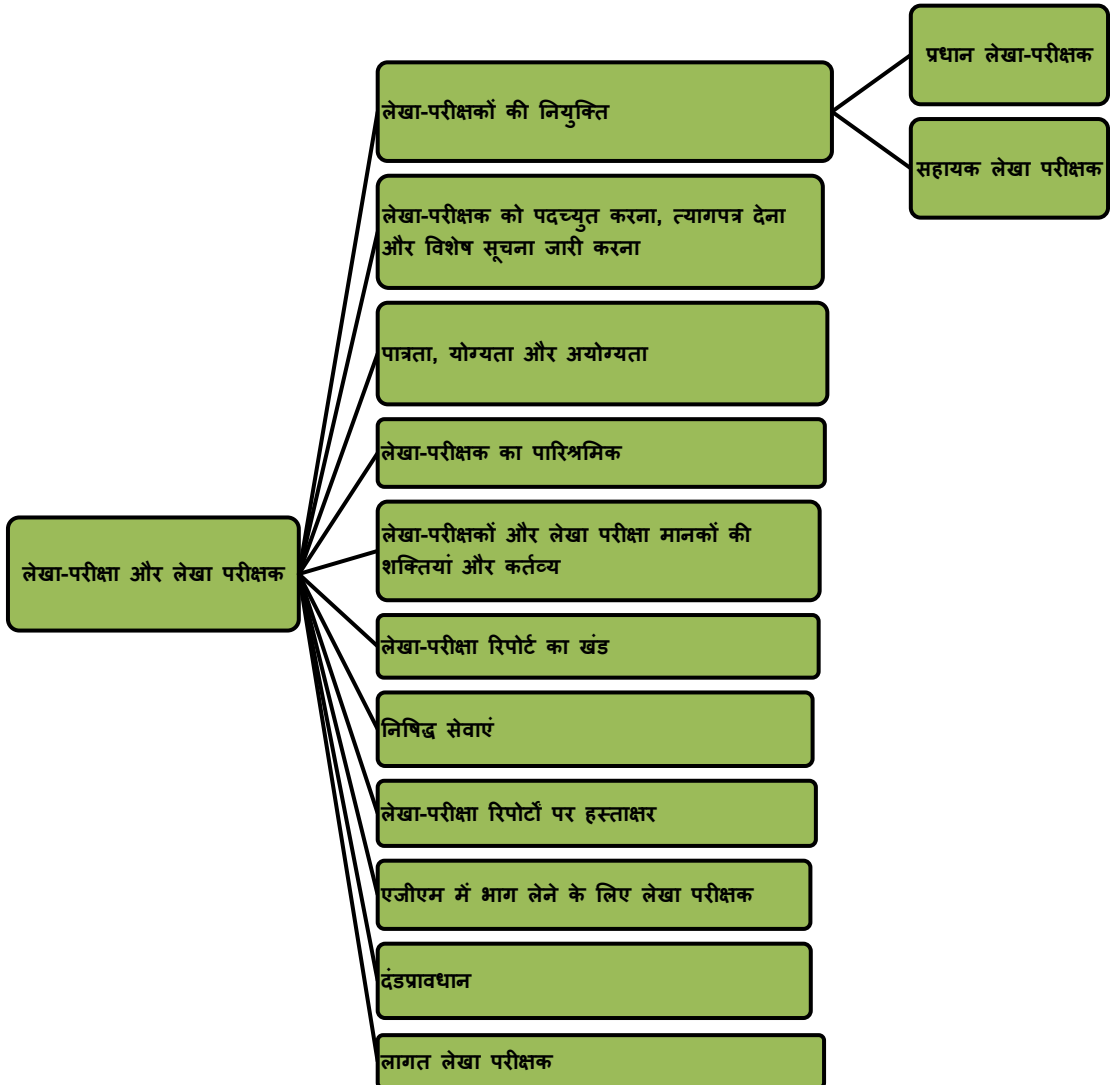 प्रधान लेखा-परीक्षक
लेखा-परीक्षकों की नियुक्ति
सहायक लेखा परीक्षक
लेखा-परीक्षक को पदच्युत करना, त्यागपत्र देना
और विशेष सूचना जारी करना
पात्रता, योग्यता और अयोग्यता
लेखा-परीक्षक का पारिश्रमिक
लेखा-परीक्षकों और लेखा परीक्षा मानकों की
शक्तियां और कर्तव्य
लेखा-परीक्षा और लेखा परीक्षक
लेखा-परीक्षा रिपोर्ट का खंड
निषिद्ध सेवाएं
लेखा-परीक्षा रिपोर्टों पर हस्ताक्षर
एजीएम में भाग लेने के लिए लेखा परीक्षक
दंडप्रावधान
लागत लेखा परीक्षक